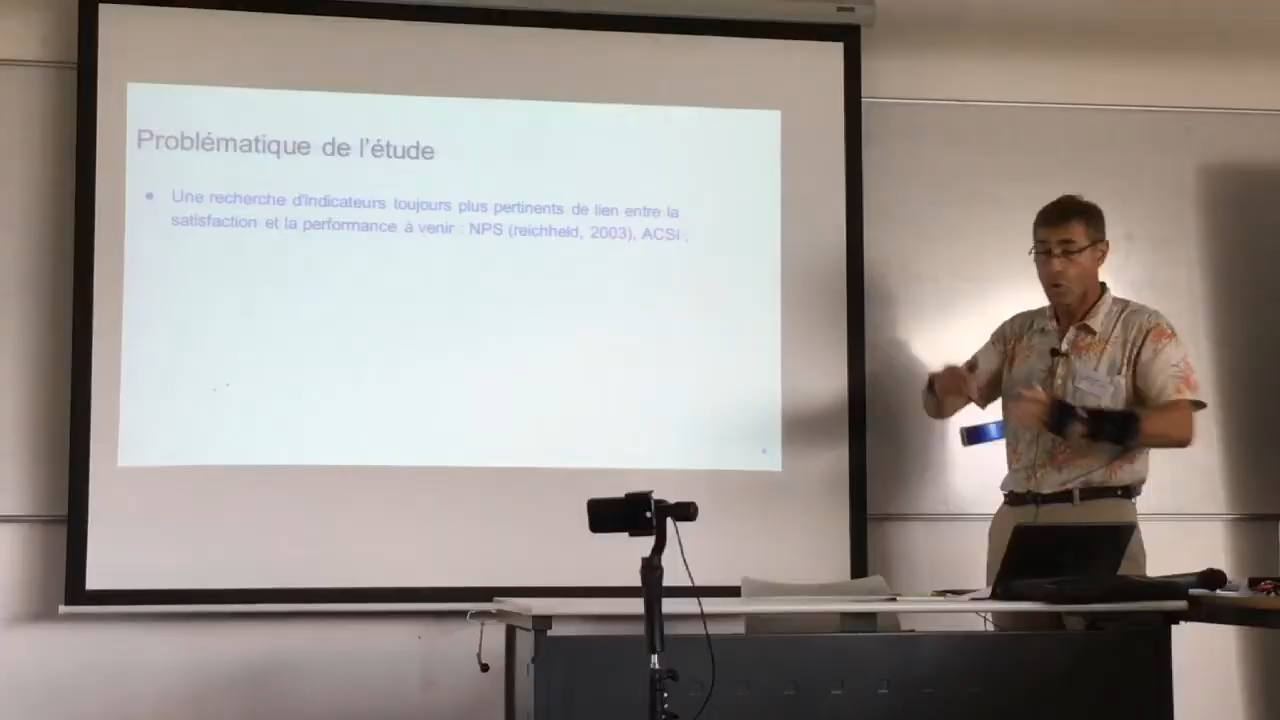 Problématique de l'étude
● Une recherche d'indicateurs toujours plus pertinents de lien entre la
satisfaction et la performance à venir : NPS (reichheld, 2003), ACSI ,